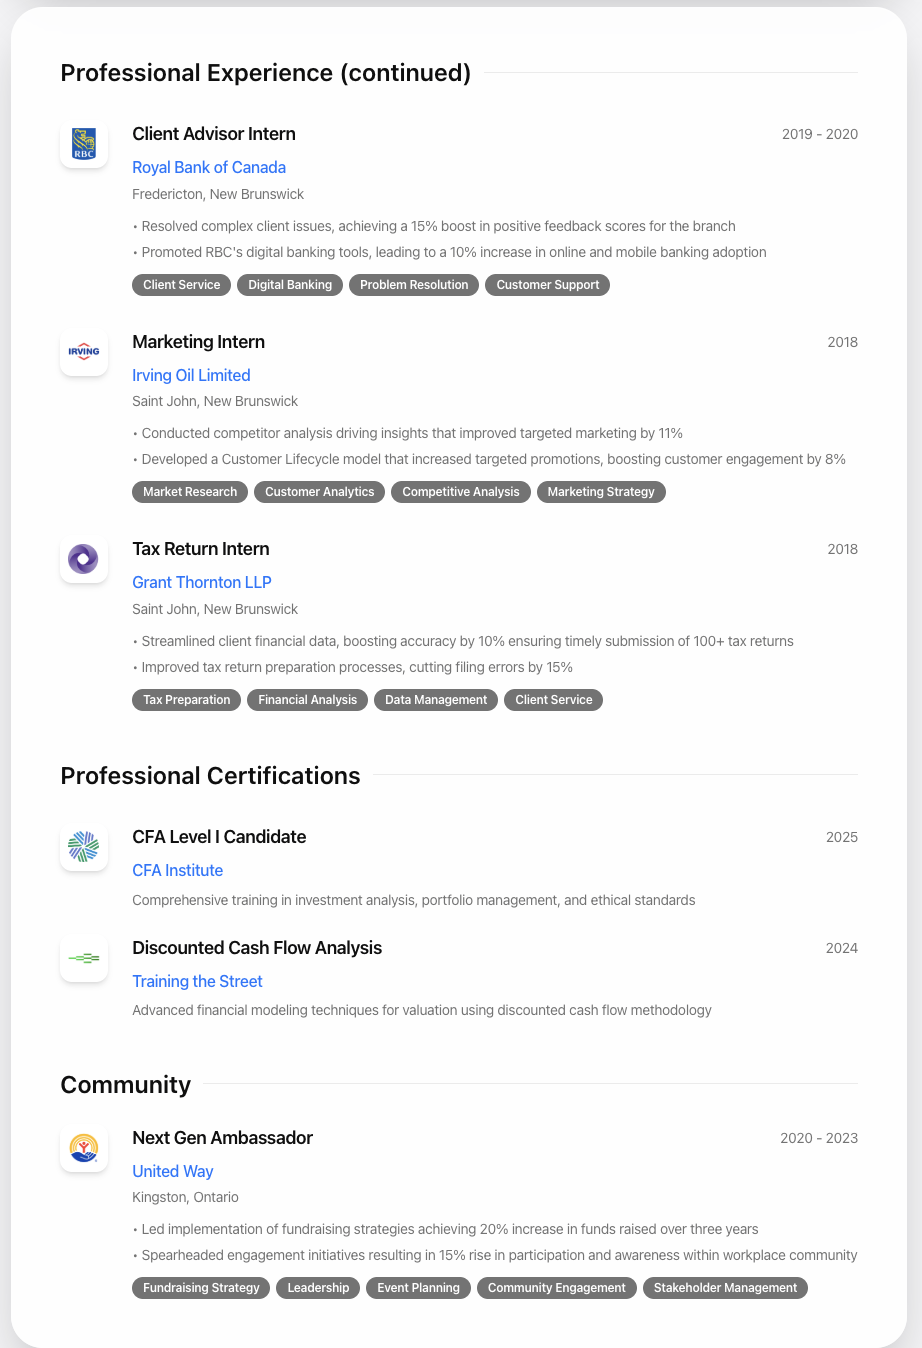 Professional Experience (continued)
RBC
Client Advisor Intern
2019 - 2020
Royal Bank of Canada
Fredericton, New Brunswick
• Resolved complex client issues, achieving a 15% boost in positive feedback scores for the branch
• Promoted RBC's digital banking tools, leading to a 10% increase in online and mobile banking adoption
Client Service Digital Banking Problem Resolution Customer Support
IRVING
Marketing Intern
2018
Irving Oil Limited
Saint John, New Brunswick
• Conducted competitor analysis driving insights that improved targeted marketing by 11%
• Developed a Customer Lifecycle model that increased targeted promotions, boosting customer engagement by 8%
Market Research Customer Analytics Competitive Analysis Marketing Strategy
Tax Return Intern
2018
Grant Thornton LLP
Saint John, New Brunswick
• Streamlined client financial data, boosting accuracy by 10% ensuring timely submission of 100+ tax returns
• Improved tax return preparation processes, cutting filing errors by 15%
Tax Preparation Financial Analysis Data Management Client Service
Professional Certifications
CFA Level I Candidate
2025
CFA Institute
Comprehensive training in investment analysis, portfolio management, and ethical standards
Discounted Cash Flow Analysis
2024
Training the Street
Advanced financial modeling techniques for valuation using discounted cash flow methodology
Community
Next Gen Ambassador
2020 - 2023
United Way
Kingston, Ontario
• Led implementation of fundraising strategies achieving 20% increase in funds raised over three years
• Spearheaded engagement initiatives resulting in 15% rise in participation and awareness within workplace community
Fundraising Strategy Leadership Event Planning Community Engagement Stakeholder Management